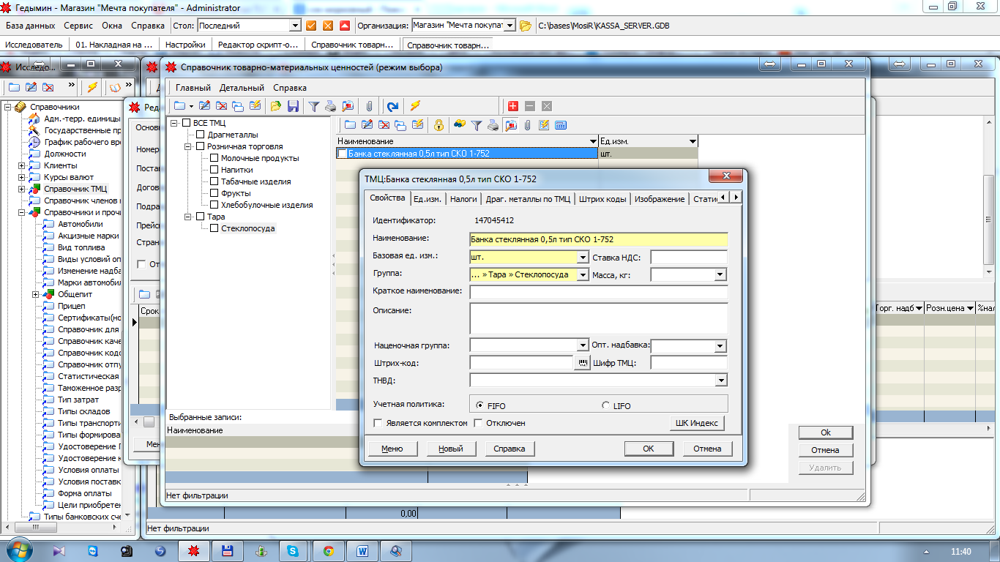 Гедымин - Магазин "Мечта покупателя" - Administrator
База данных Сервис Окна Справка Стол: Последний Организация: Магазин "Мечта покупат C:\bases\MosiR\KASSA_SERVER.GDB
Исследователь 01. Накладная на ... Настройки Редактор скрипт-о... Справочник товарн... Справочник товарн...
Исследо...
Справочники
Адм.-терр. единицы
Государственные пр
График рабочего вр
Должности
Клиенты
Курсы валют
Справочник ТМЦ
Справочник членов к
Справочники и прочи
Автомобили
Акцизные марки
Вид топлива
Виды условий оп
Изменение надба
Марки автомобил
Общепит
Прицеп
Сертификаты(но
Справочник для
Справочник каче
Справочник кодо
Справочник отпу
Статистическая
Таможенное разр
Тип затрат
Типы складов
Типы транспорти
Типы формирован
Удостоверение Г
Удостоверение к
Условия оплаты
Условия поставк
Форма оплаты
Цели приобретен
Типы банковских сче
Ред
Основ
Номер
Постав
Догов
Подра
Прейс
Стран
От
Срок
Мен
Справочник товарно-материальных ценностей (режим выбора)
Главный Детальный Справка
ВСЕ ТМЦ
Драгметаллы
Розничная торговля
Молочные продукты
Напитки
Табачные изделия
Фрукты
Хлебобулочные изделия
Тара
Стеклопосуда
Наименование Ед.изм.
Банка стеклянная 0,5л тип СКО 1-752 шт.
ТМЦ:Банка стеклянная 0,5л тип СКО 1-752
Свойства Ед.изм. Налоги Драг. металлы по ТМЦ Штрих коды Изображение Статис
Идентификатор: 147045412
Наименование: Банка стеклянная 0,5л тип СКО 1-752
Базовая ед. изм.: шт. Ставка НДС:
Группа: ... » Тара » Стеклопосуда Масса, кг:
Краткое наименование:
Описание:
Наценочная группа: Опт. надбавка:
Штрих-код: Шифр ТМЦ:
ТНВД:
Учетная политика: FIFO LIFO
Является комплектом Отключен ШК Индекс
Меню Новый Справка OK Отмена
Торг. надб Розн.цена %нал
Выбранные записи:
Наименование
Ok
Отмена
Удалить
Нет фильтрации
0,00
Нет фильтрации
11:40